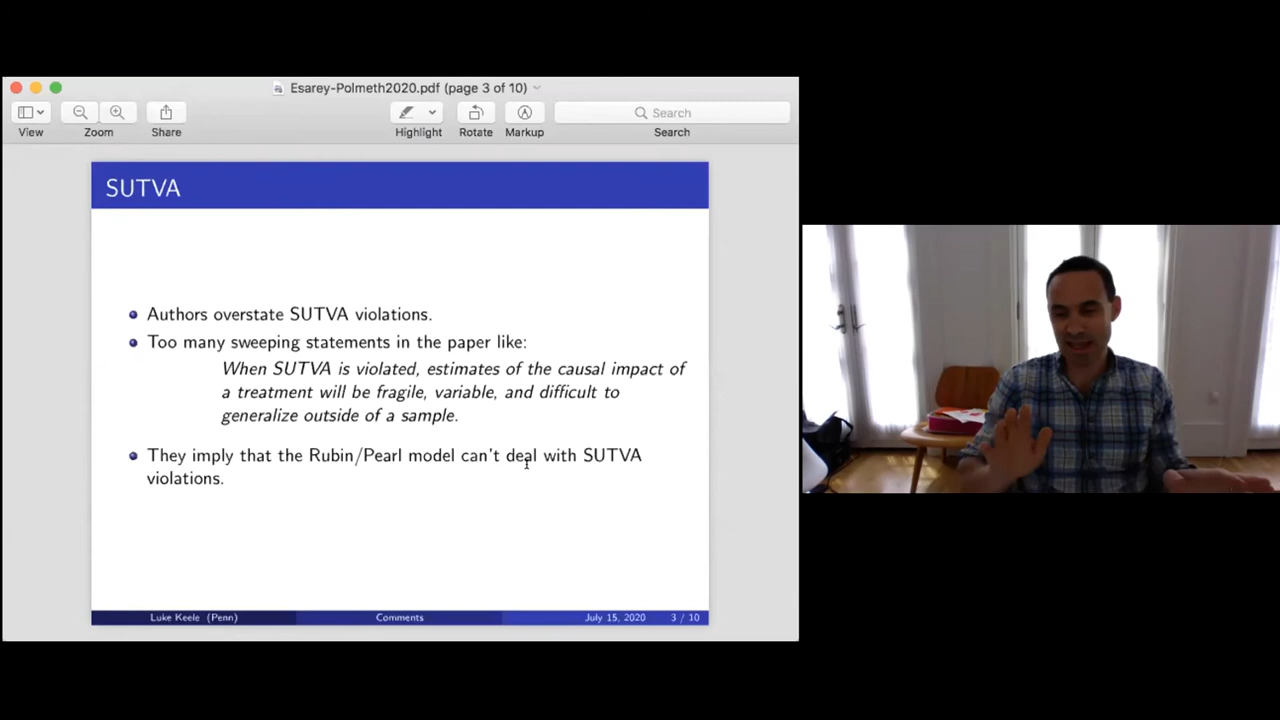 Esarey-Polmeth2020.pdf (page 3 of 10)
Search
View
Zoom
Share
Highlight
Rotate
Markup
Search
SUTVA
Authors overstate SUTVA violations.
Too many sweeping statements in the paper like:
When SUTVA is violated, estimates of the causal impact of
a treatment will be fragile, variable, and difficult to
generalize outside of a sample.
They imply that the Rubin/Pearl model can't deal with SUTVA
violations.
Luke Keele (Penn)
Comments
July 15, 2020
3 / 10